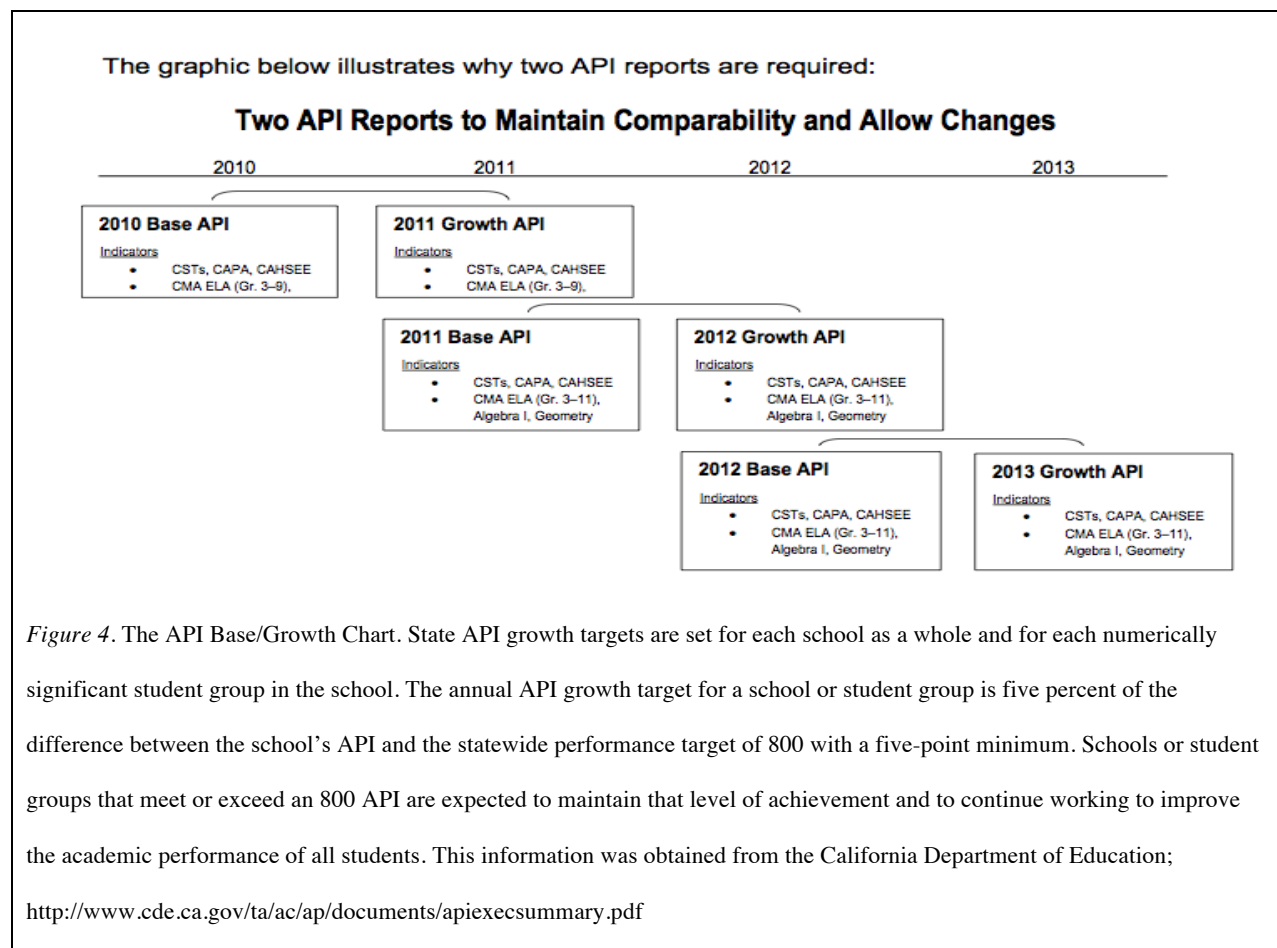 The graphic below illustrates why two API reports are required:
Two API Reports to Maintain Comparability and Allow Changes
2010 2011 2012 2013
2010 Base API
Indicators
• CSTs, CAPA, CAHSEE
• CMA ELA (Gr. 3–9),
2011 Growth API
Indicators
• CSTs, CAPA, CAHSEE
• CMA ELA (Gr. 3–9),
2011 Base API
Indicators
• CSTs, CAPA, CAHSEE
• CMA ELA (Gr. 3–11),
Algebra I, Geometry
2012 Growth API
Indicators
• CSTs, CAPA, CAHSEE
• CMA ELA (Gr. 3–11),
Algebra I, Geometry
2012 Base API
Indicators
• CSTs, CAPA, CAHSEE
• CMA ELA (Gr. 3–11),
Algebra I, Geometry
2013 Growth API
Indicators
• CSTs, CAPA, CAHSEE
• CMA ELA (Gr. 3–11),
Algebra I, Geometry
Figure 4. The API Base/Growth Chart. State API growth targets are set for each school as a whole and for each numerically
significant student group in the school. The annual API growth target for a school or student group is five percent of the
difference between the school’s API and the statewide performance target of 800 with a five-point minimum. Schools or student
groups that meet or exceed an 800 API are expected to maintain that level of achievement and to continue working to improve
the academic performance of all students. This information was obtained from the California Department of Education;
http://www.cde.ca.gov/ta/ac/ap/documents/apiexecsummary.pdf